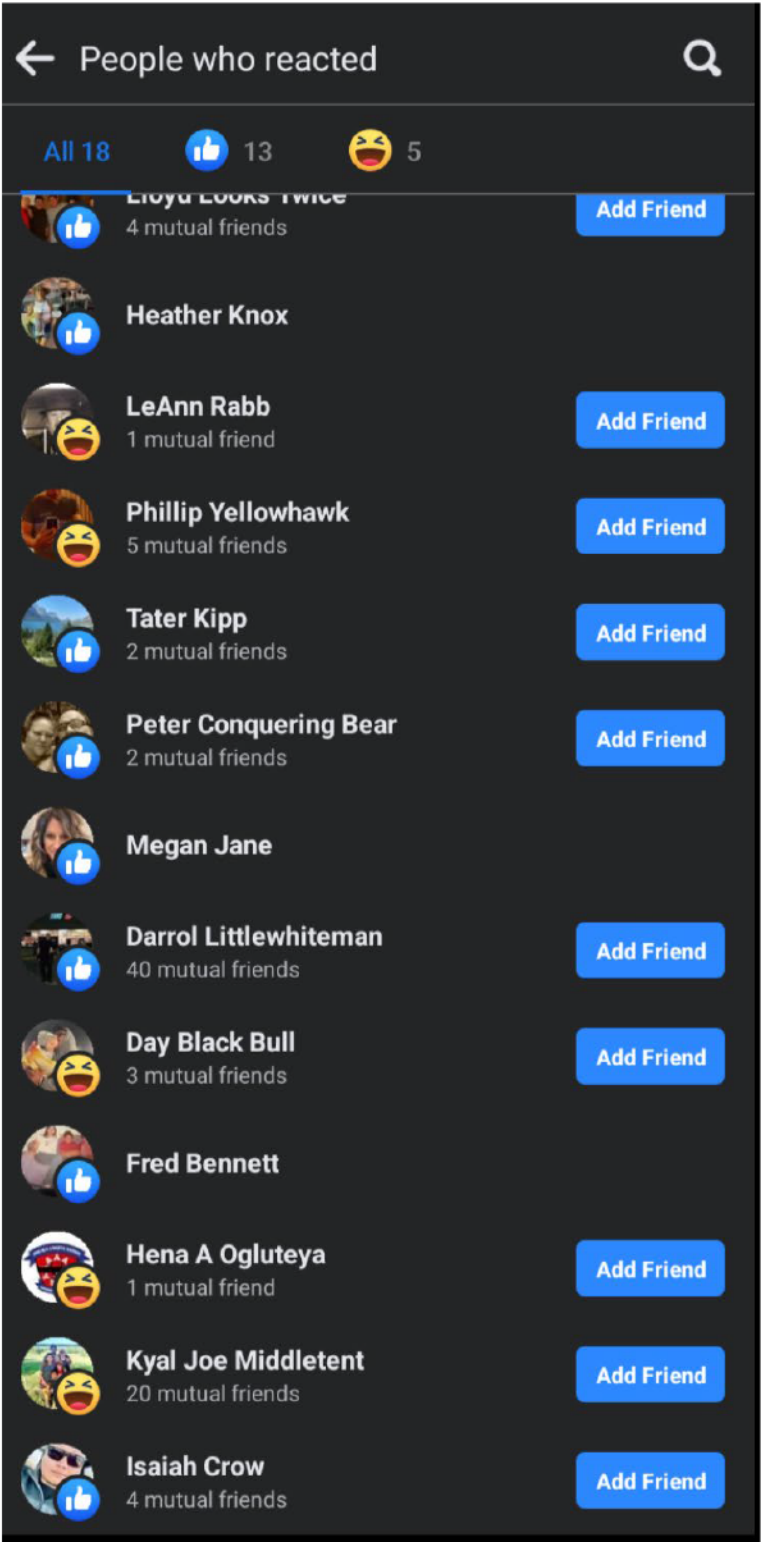 People who reacted
All 18 13 5
Lloyd Looks Twice
4 mutual friends
Add Friend
Heather Knox
LeAnn Rabb
1 mutual friend
Add Friend
Phillip Yellowhawk
5 mutual friends
Add Friend
Tater Kipp
2 mutual friends
Add Friend
Peter Conquering Bear
2 mutual friends
Add Friend
Megan Jane
Darrol Littlewhiteman
40 mutual friends
Add Friend
Day Black Bull
3 mutual friends
Add Friend
Fred Bennett
Hena A Ogluteya
1 mutual friend
Add Friend
Kyal Joe Middletent
20 mutual friends
Add Friend
Isaiah Crow
4 mutual friends
Add Friend